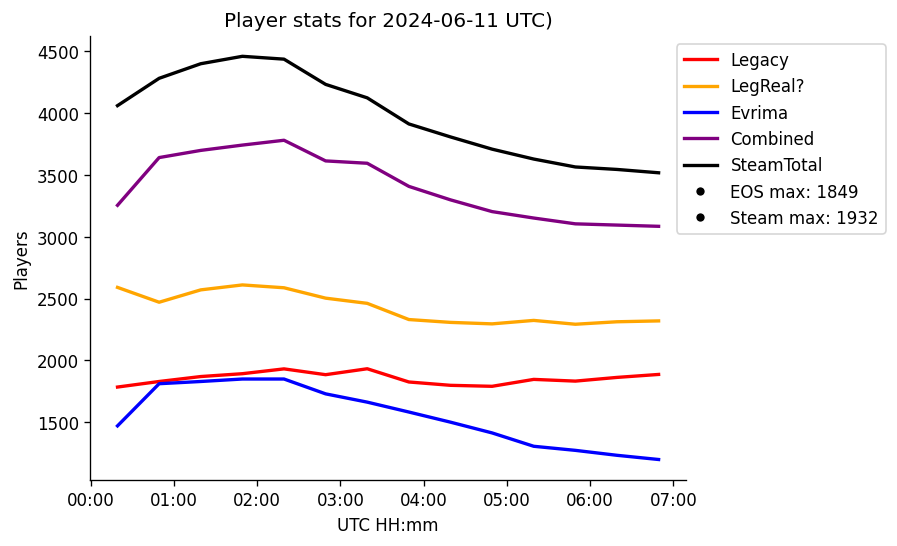 Player stats for 2024-06-11 UTC)
Legacy
LegReal?
Evrima
Combined
SteamTotal
EOS max: 1849
Steam max: 1932
Players
4500
4000
3500
3000
2500
2000
1500
00:00 01:00 02:00 03:00 04:00 05:00 06:00 07:00
UTC HH:mm